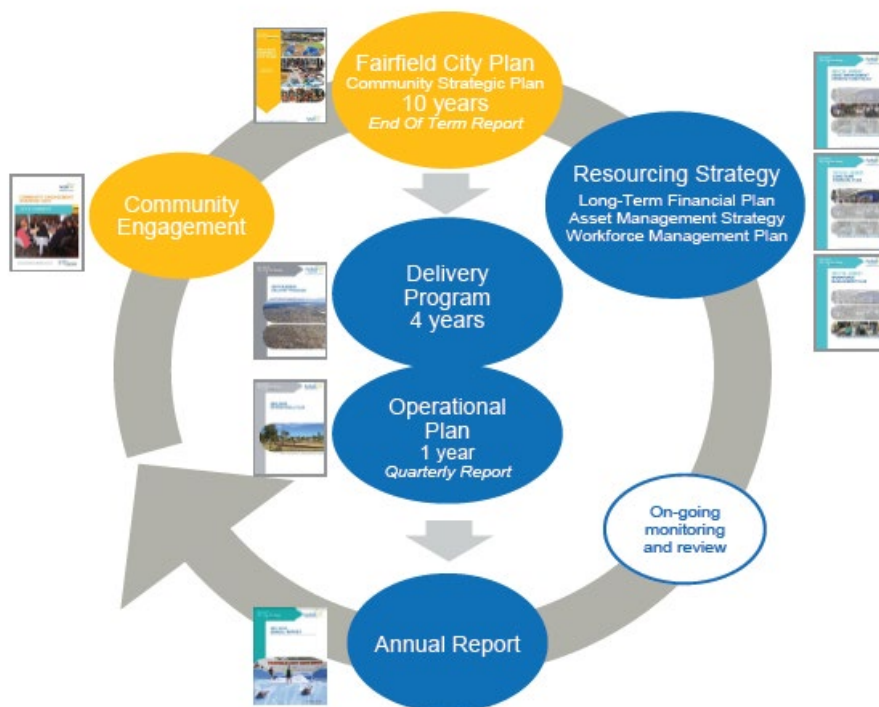 Fairfield City Plan
Community Strategic Plan
10 years
End Of Term Report
Community
Engagement
Resourcing Strategy
Long-Term Financial Plan
Asset Management Strategy
Workforce Management Plan
Delivery
Program
4 years
Operational
Plan
1 year
Quarterly Report
On-going
monitoring
and review
Annual Report